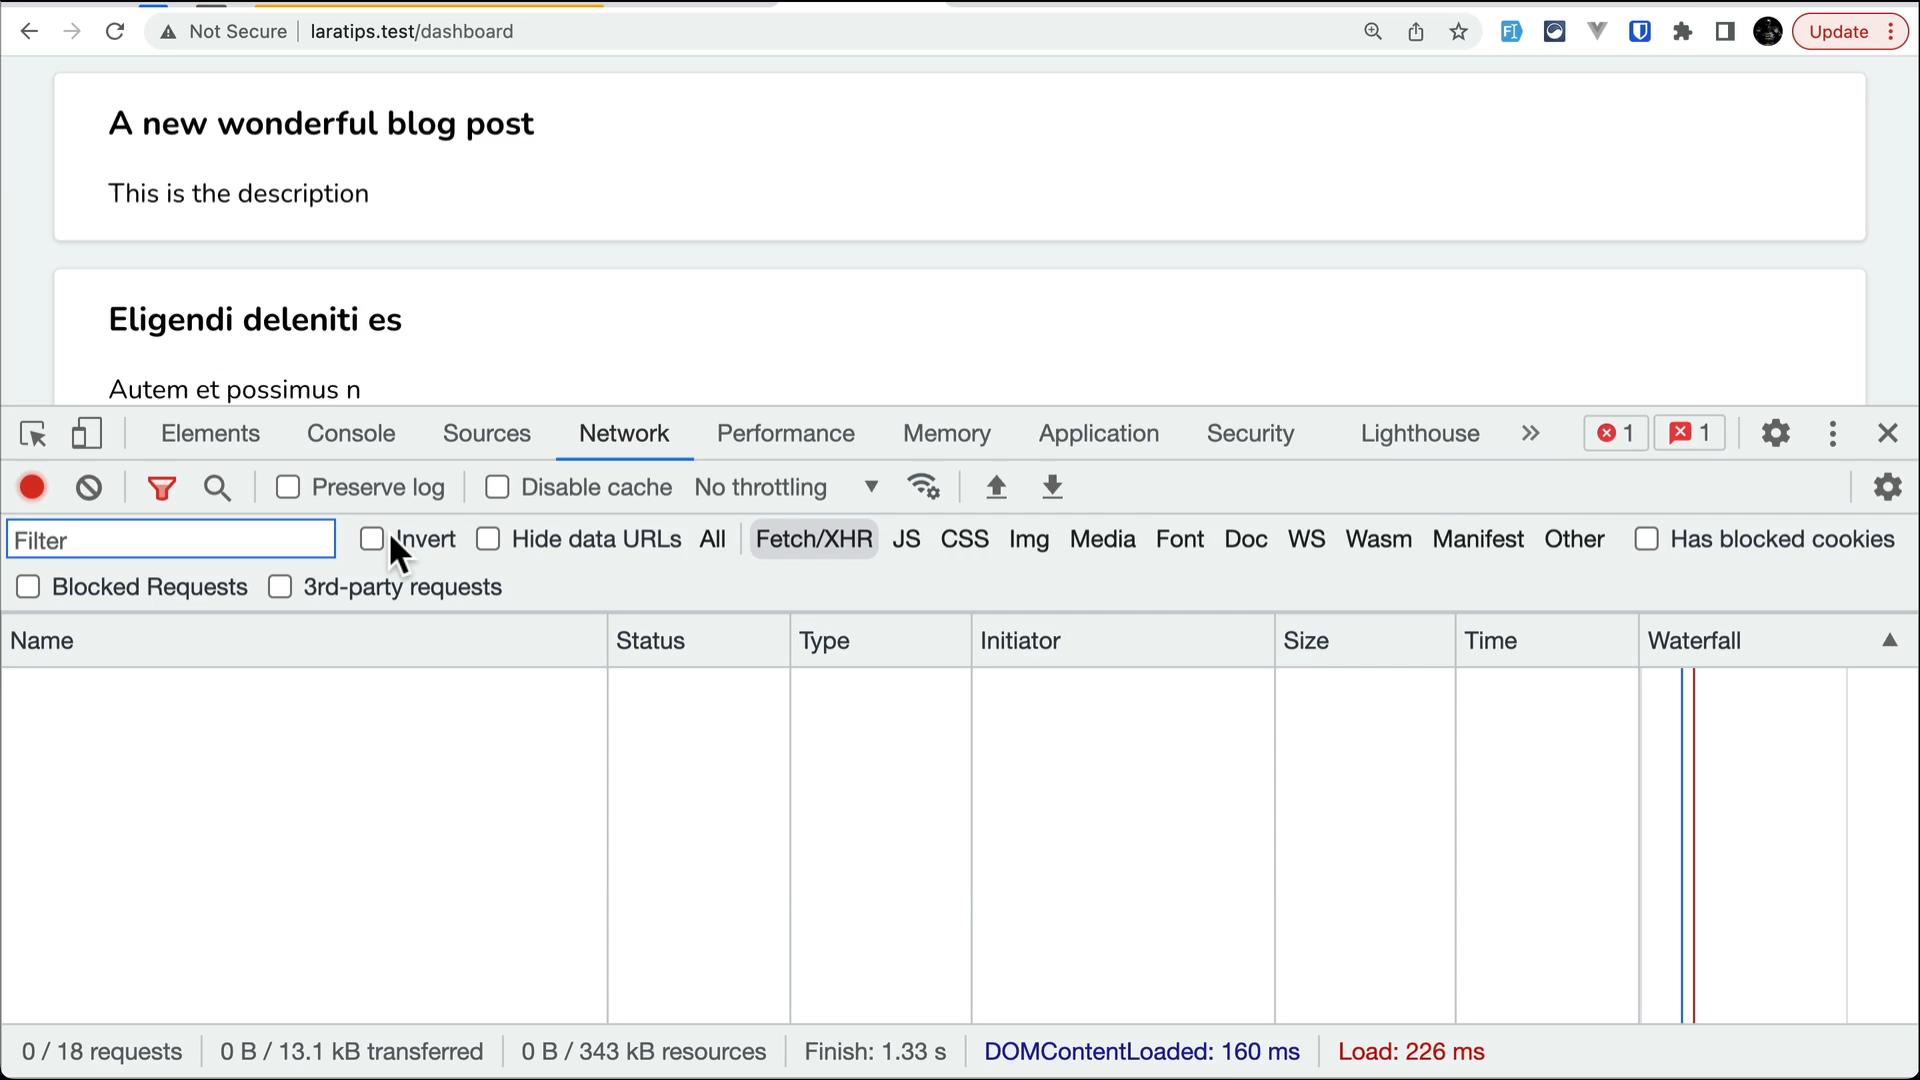 Not Secure laratips.test/dashboard Update
A new wonderful blog post
This is the description
Eligendi deleniti es
Autem et possimus n
Elements Console Sources Network Performance Memory Application Security Lighthouse 1 1
Preserve log Disable cache No throttling
Filter Invert Hide data URLs All Fetch/XHR JS CSS Img Media Font Doc WS Wasm Manifest Other Has blocked cookies
Blocked Requests 3rd-party requests
Name Status Type Initiator Size Time Waterfall
0 / 18 requests 0 B / 13.1 kB transferred 0 B / 343 kB resources Finish: 1.33 s DOMContentLoaded: 160 ms Load: 226 ms